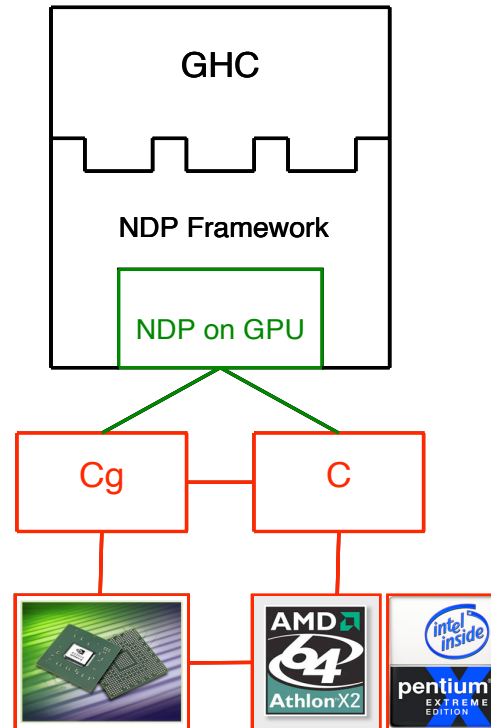 GHC
NDP Framework
NDP on GPU
Cg
C
AMD
64
Athlon X2
intel
inside
pentium
EXTREME
EDITION